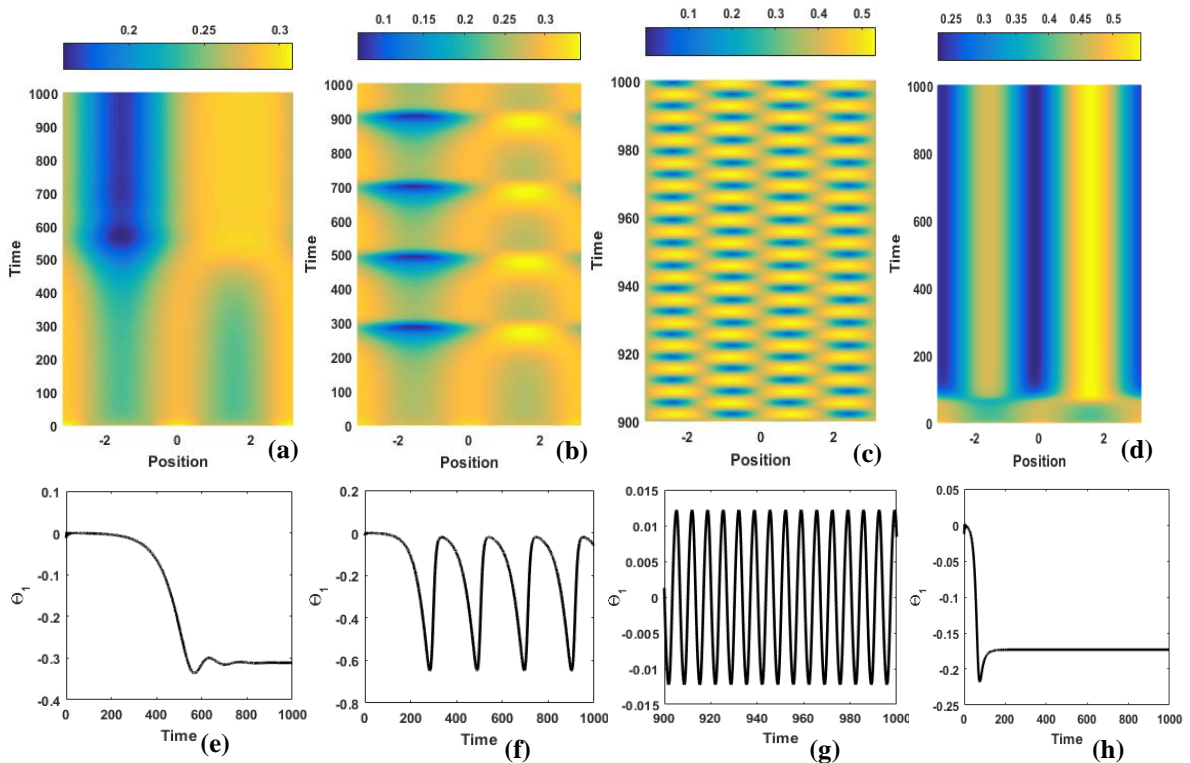 0.2 0.25 0.3
0.1 0.15 0.2 0.25 0.3
0.1 0.2 0.3 0.4 0.5
0.25 0.3 0.35 0.4 0.45 0.5
1000
900
800
700
600
500
400
300
200
100
0
Time
-2 0 2
Position
(a)
1000
900
800
700
600
500
400
300
200
100
0
Time
-2 0 2
Position
(b)
1000
980
960
940
920
900
Time
-2 0 2
Position
(c)
1000
800
600
400
200
0
Time
-2 0 2
Position
(d)
0.1
0
-0.1
-0.2
-0.3
-0.4
Θ1
0 200 400 600 800 1000
Time
(e)
0.2
0
-0.2
-0.4
-0.6
-0.8
Θ1
0 200 400 600 800 1000
Time
(f)
0.015
0.01
0.005
0
-0.005
-0.01
-0.015
Θ1
900 920 940 960 980 1000
Time
(g)
0.05
0
-0.05
-0.1
-0.15
-0.2
-0.25
Θ1
0 200 400 600 800 1000
Time
(h)